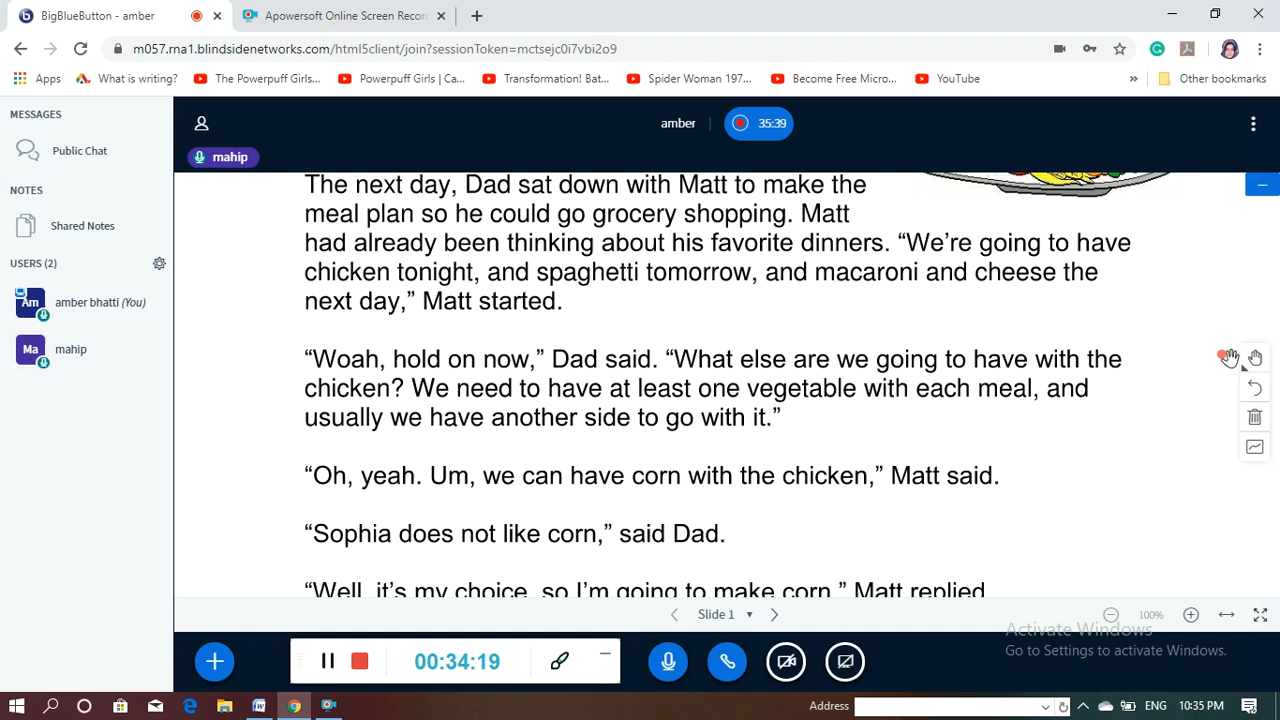 BigBlueButton - amber
Apowersoft Online Screen Recor
m057.rna1.blindsidenetworks.com/html5client/join?sessionToken=mctsejc0i7vbi2o9
Apps
What is writing?
The Powerpuff Girls...
Powerpuff Girls | Ca...
Transformation! Bat...
Spider Woman 197...
Become Free Micro...
YouTube
»
Other bookmarks
MESSAGES
Public Chat
NOTES
Shared Notes
USERS (2)
Am
amber bhatti (You)
Ma
mahip
amber
35:39
mahip
The next day, Dad sat down with Matt to make the
meal plan so he could go grocery shopping. Matt
had already been thinking about his favorite dinners. “We’re going to have
chicken tonight, and spaghetti tomorrow, and macaroni and cheese the
next day,” Matt started.
“Woah, hold on now,” Dad said. “What else are we going to have with the
chicken? We need to have at least one vegetable with each meal, and
usually we have another side to go with it.”
“Oh, yeah. Um, we can have corn with the chicken,” Matt said.
“Sophia does not like corn,” said Dad.
“Well, it’s my choice, so I’m going to make corn,” Matt replied
Slide 1
100%
Activate Windows
Go to Settings to activate Windows.
00:34:19
Address
ENG
10:35 PM